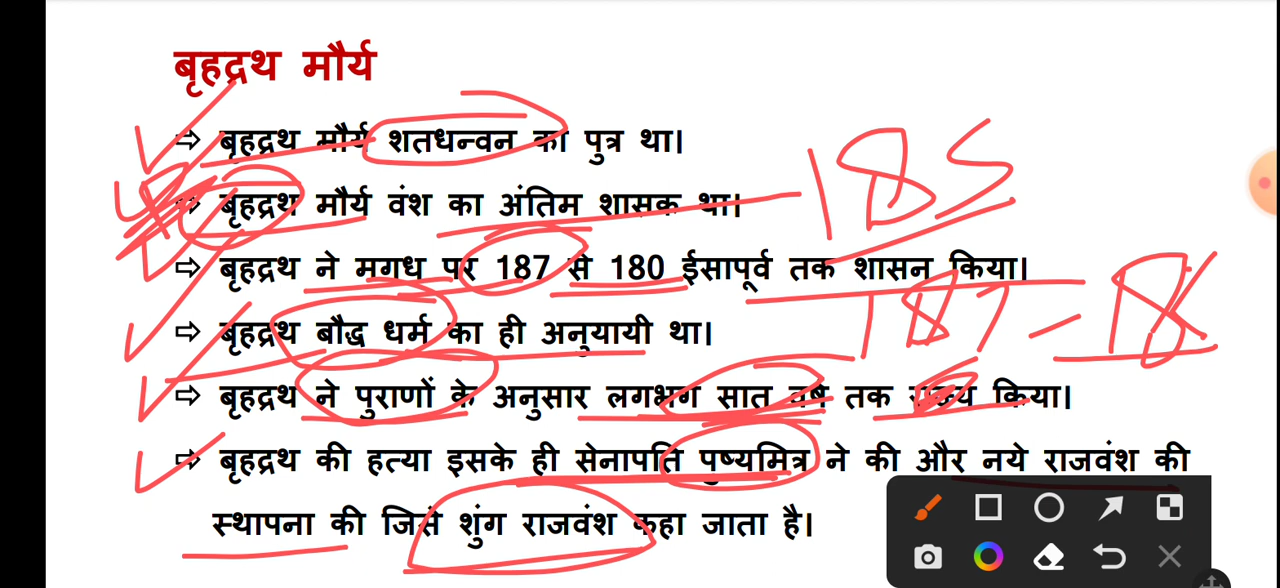 बृहद्रथ मौर्य
⇨ बृहद्रथ मौर्य शतधन्वन का पुत्र था।
⇨ बृहद्रथ मौर्य वंश का अंतिम शासक था।
185
⇨ बृहद्रथ ने मगध पर 187 से 180 ईसापूर्व तक शासन किया।
187 - 18
⇨ बृहद्रथ बौद्ध धर्म का ही अनुयायी था।
⇨ बृहद्रथ ने पुराणों के अनुसार लगभग सात वर्ष तक राज्य किया।
⇨ बृहद्रथ की हत्या इसके ही सेनापति पुष्यमित्र ने की और नये राजवंश की
स्थापना की जिसे शुंग राजवंश कहा जाता है।